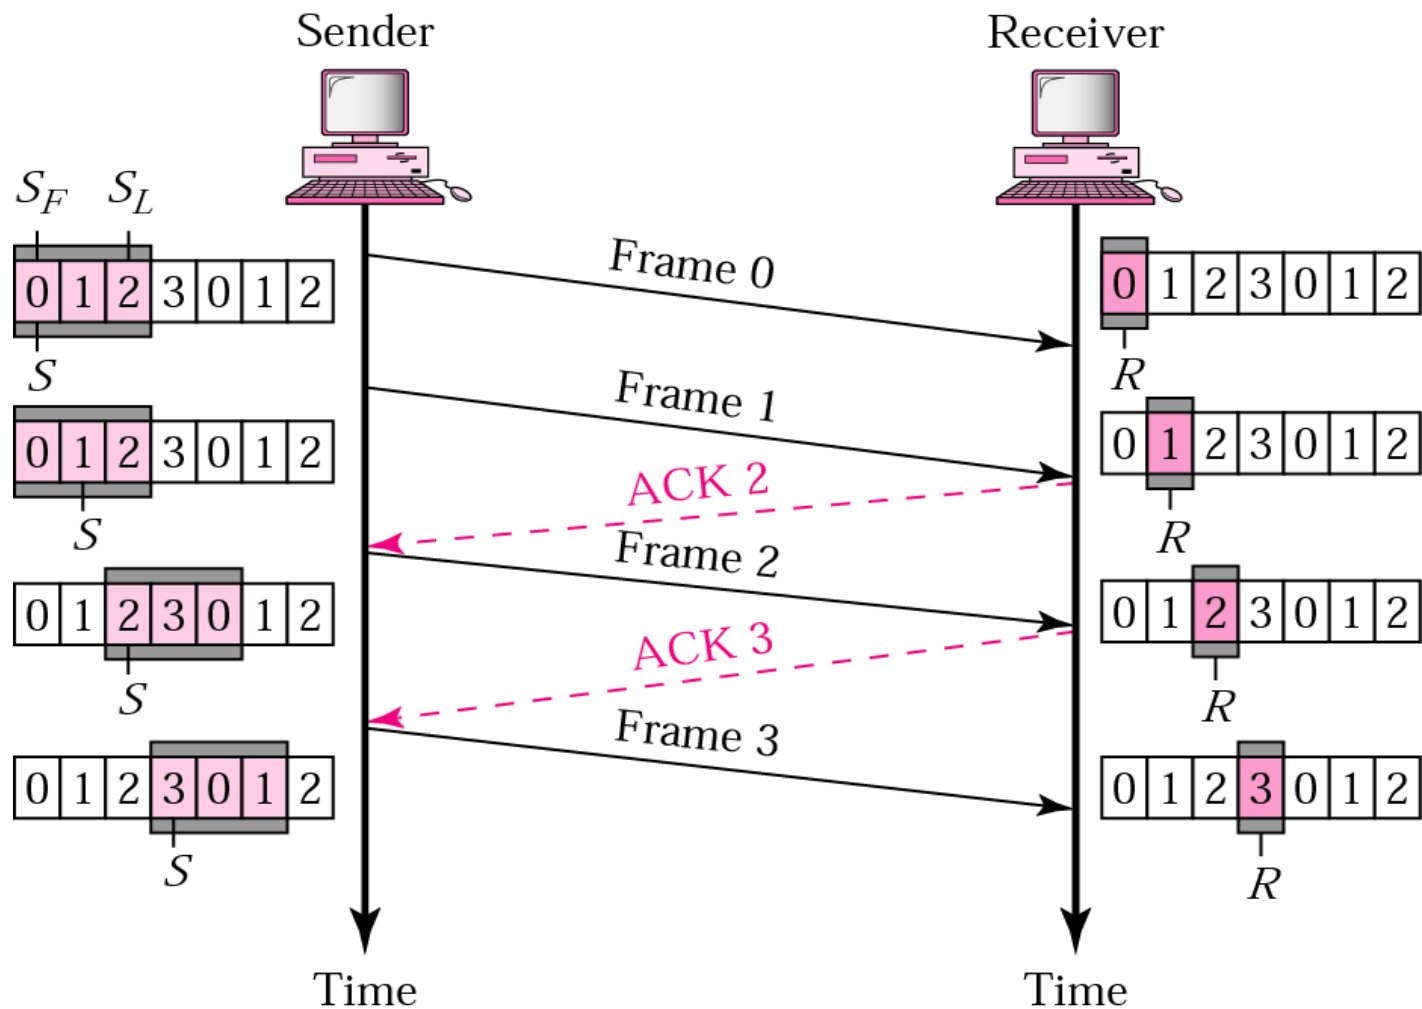 Sender Receiver
S_F S_L
Frame 0
0 1 2 3 0 1 2
0 1 2 3 0 1 2
S
R
Frame 1
0 1 2 3 0 1 2
0 1 2 3 0 1 2
ACK 2
S
R
Frame 2
0 1 2 3 0 1 2
0 1 2 3 0 1 2
ACK 3
S
R
Frame 3
0 1 2 3 0 1 2
0 1 2 3 0 1 2
S
R
Time Time